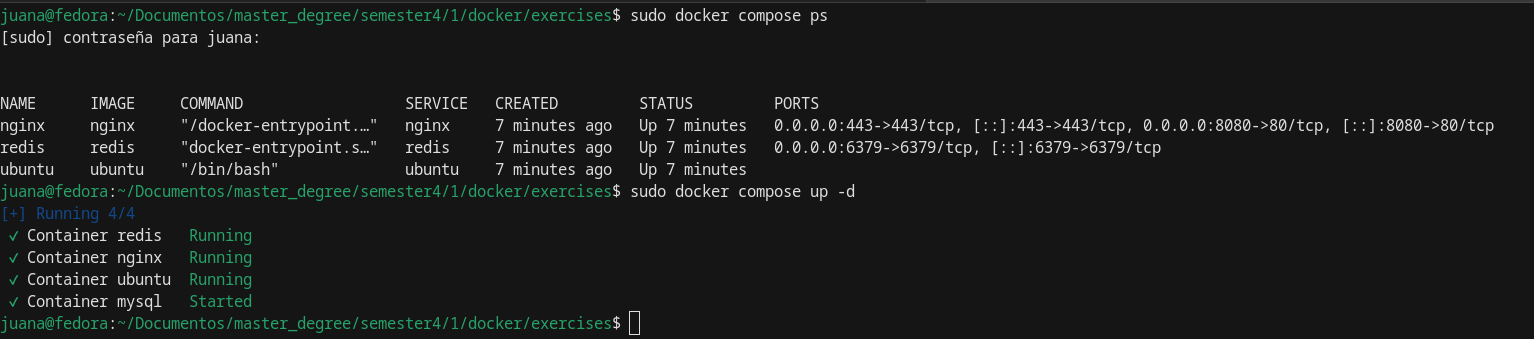 juana@fedora:~/Documentos/master_degree/semester4/1/docker/exercises$ sudo docker compose ps
[sudo] contraseña para juana:
NAME      IMAGE     COMMAND                  SERVICE   CREATED         STATUS         PORTS
nginx     nginx     "/docker-entrypoint.…"   nginx     7 minutes ago   Up 7 minutes   0.0.0.0:443->443/tcp, [::]:443->443/tcp, 0.0.0.0:8080->80/tcp, [::]:8080->80/tcp
redis     redis     "docker-entrypoint.s…"   redis     7 minutes ago   Up 7 minutes   0.0.0.0:6379->6379/tcp, [::]:6379->6379/tcp
ubuntu    ubuntu    "/bin/bash"              ubuntu    7 minutes ago   Up 7 minutes
juana@fedora:~/Documentos/master_degree/semester4/1/docker/exercises$ sudo docker compose up -d
[+] Running 4/4
 ✓ Container redis   Running
 ✓ Container nginx   Running
 ✓ Container ubuntu  Running
 ✓ Container mysql   Started
juana@fedora:~/Documentos/master_degree/semester4/1/docker/exercises$